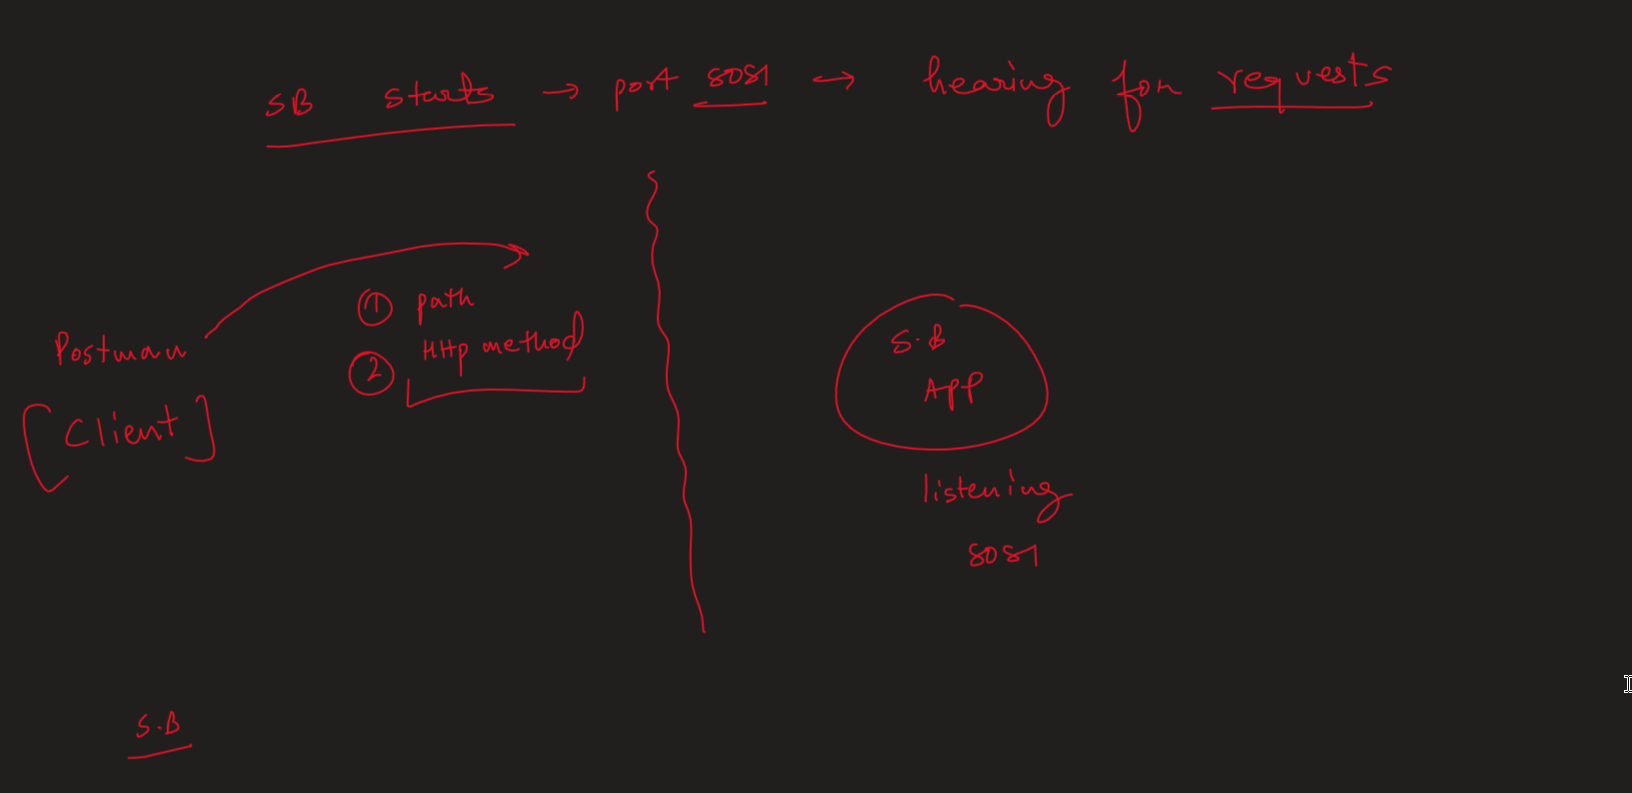 SB starts → port 8081 → hearing for requests
① path
② Http method
Postman
[Client]
S.B
App
listening
8081
S.B